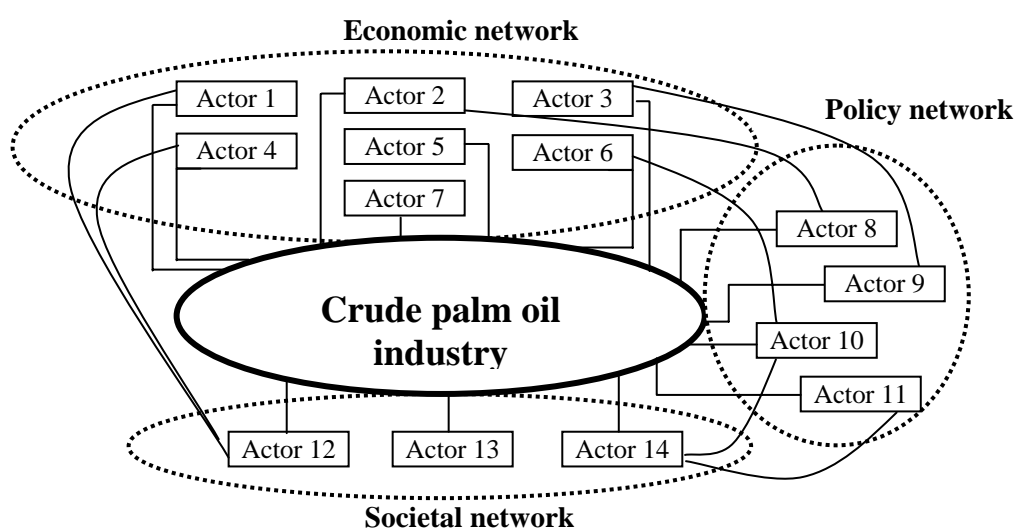 Economic network
Actor 1
Actor 2
Actor 3
Policy network
Actor 4
Actor 5
Actor 6
Actor 7
Actor 8
Actor 9
Crude palm oil
industry
Actor 10
Actor 11
Actor 12
Actor 13
Actor 14
Societal network